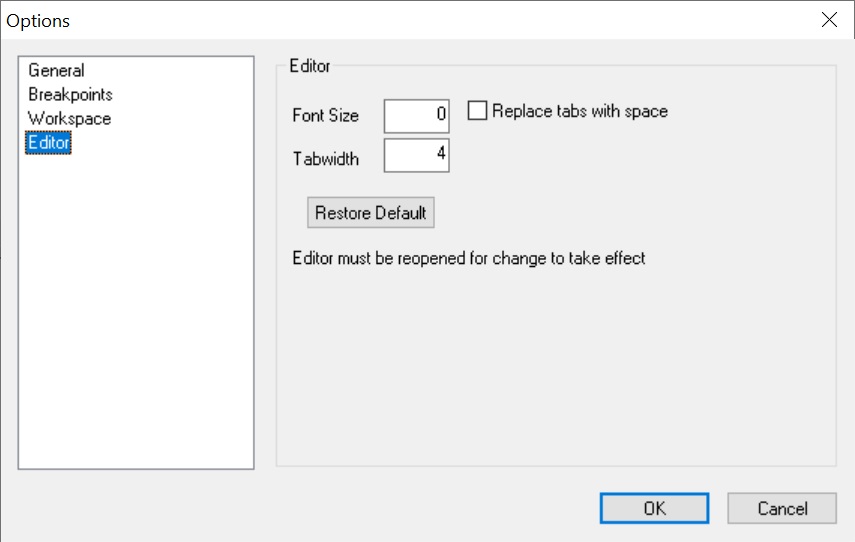 Options
General
Breakpoints
Workspace
Editor
Editor
Font Size 0 Replace tabs with space
Tabwidth 4
Restore Default
Editor must be reopened for change to take effect
OK Cancel